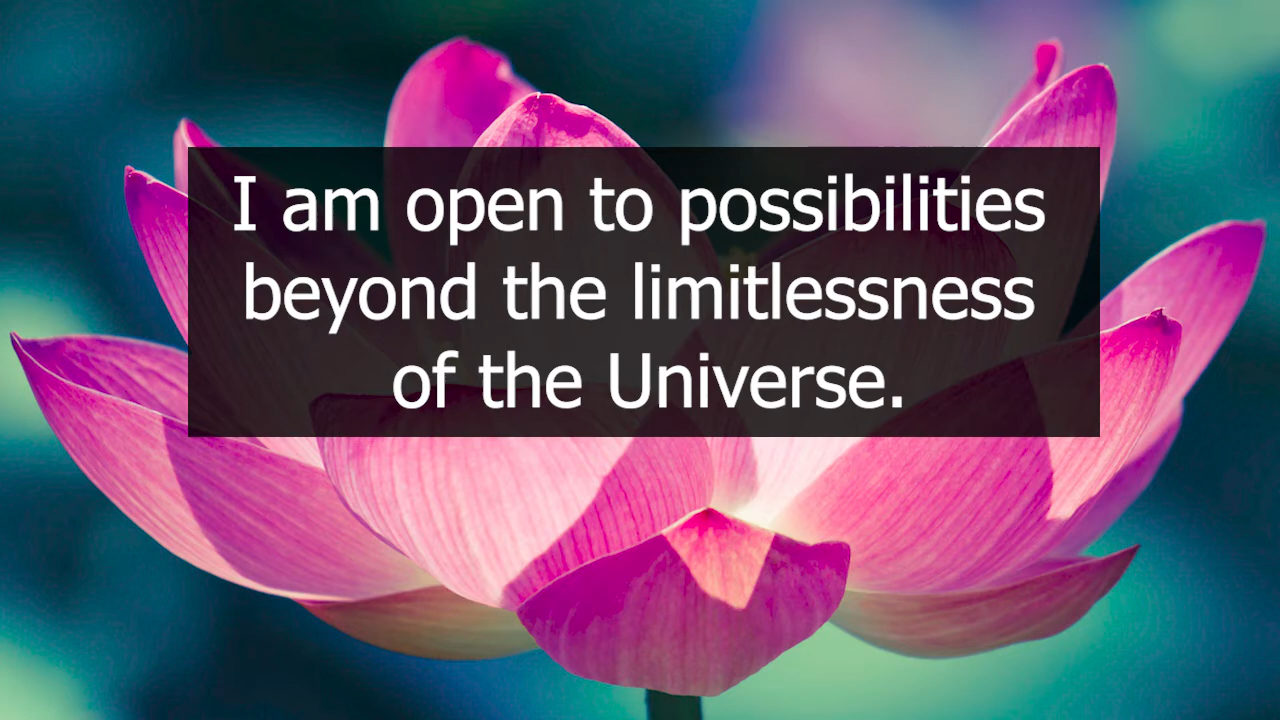 I am open to possibilities
beyond the limitlessness
of the Universe.